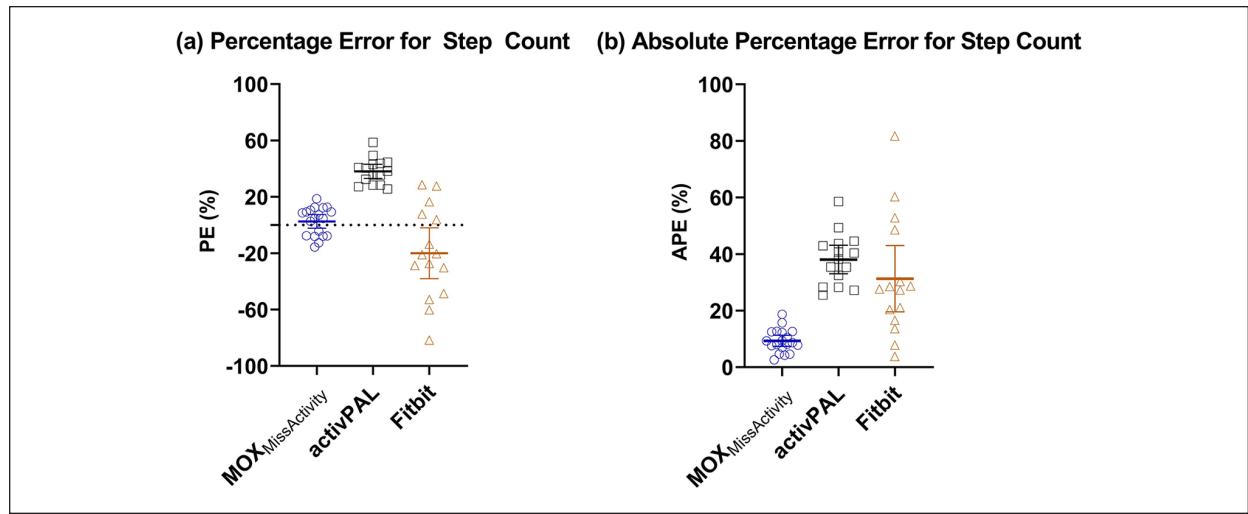 (a) Percentage Error for Step Count
(b) Absolute Percentage Error for Step Count
PE (%)
100
60
20
-20
-60
-100
MOXMissActivity
activPAL
Fitbit
APE (%)
100
80
60
40
20
0
MOXMissActivity
activPAL
Fitbit